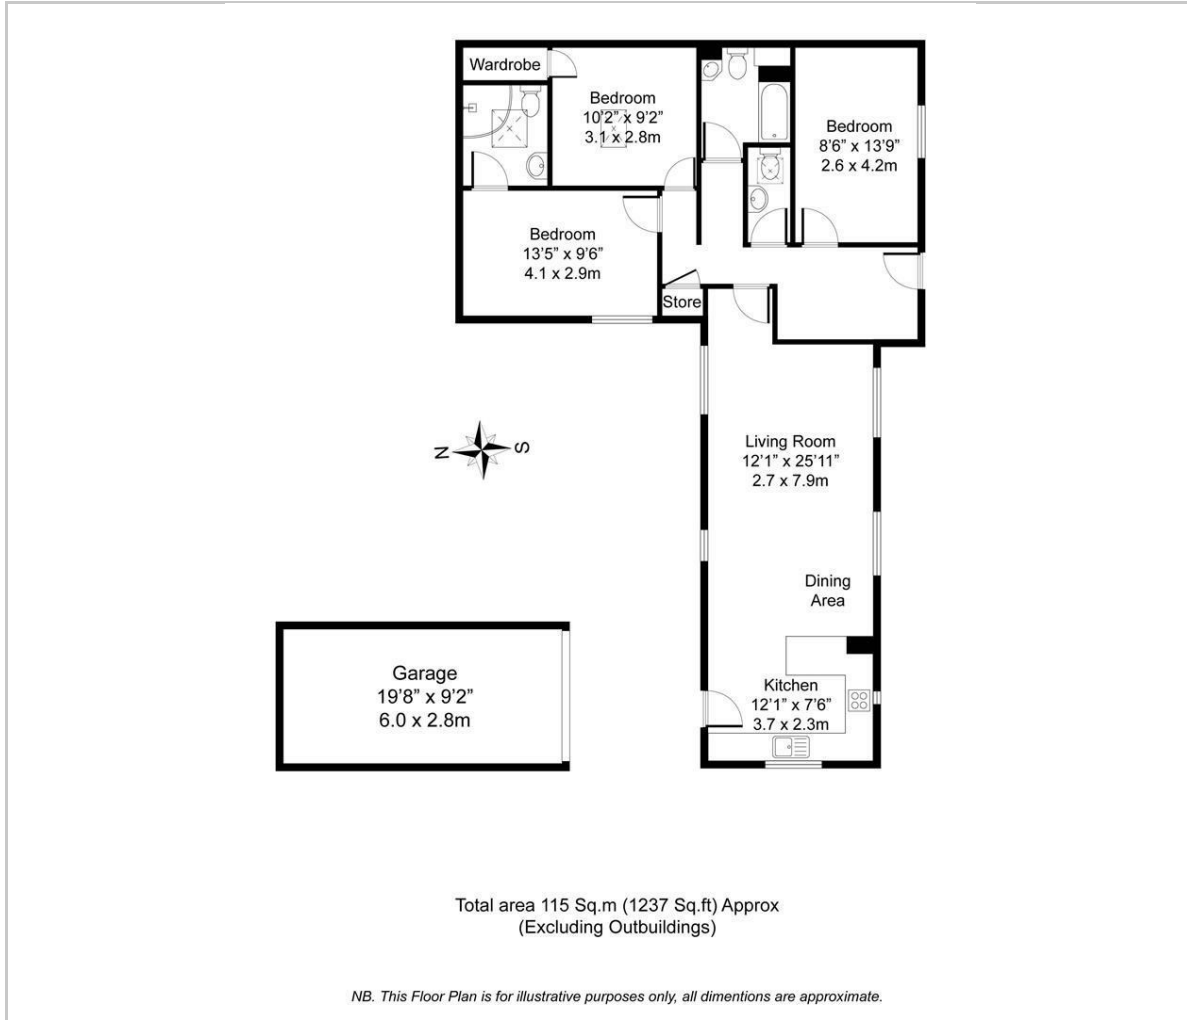 Wardrobe
Bedroom
10'2” x 9'2”
3.1 x 2.8m
Bedroom
8'6” x 13'9”
2.6 x 4.2m
Bedroom
13'5” x 9'6”
4.1 x 2.9m
Store
N
S
Living Room
12'1” x 25'11”
2.7 x 7.9m
Dining
Area
Garage
19'8” x 9'2”
6.0 x 2.8m
Kitchen
12'1” x 7'6”
3.7 x 2.3m
Total area 115 Sq.m (1237 Sq.ft) Approx
(Excluding Outbuildings)
NB. This Floor Plan is for illustrative purposes only, all dimentions are approximate.